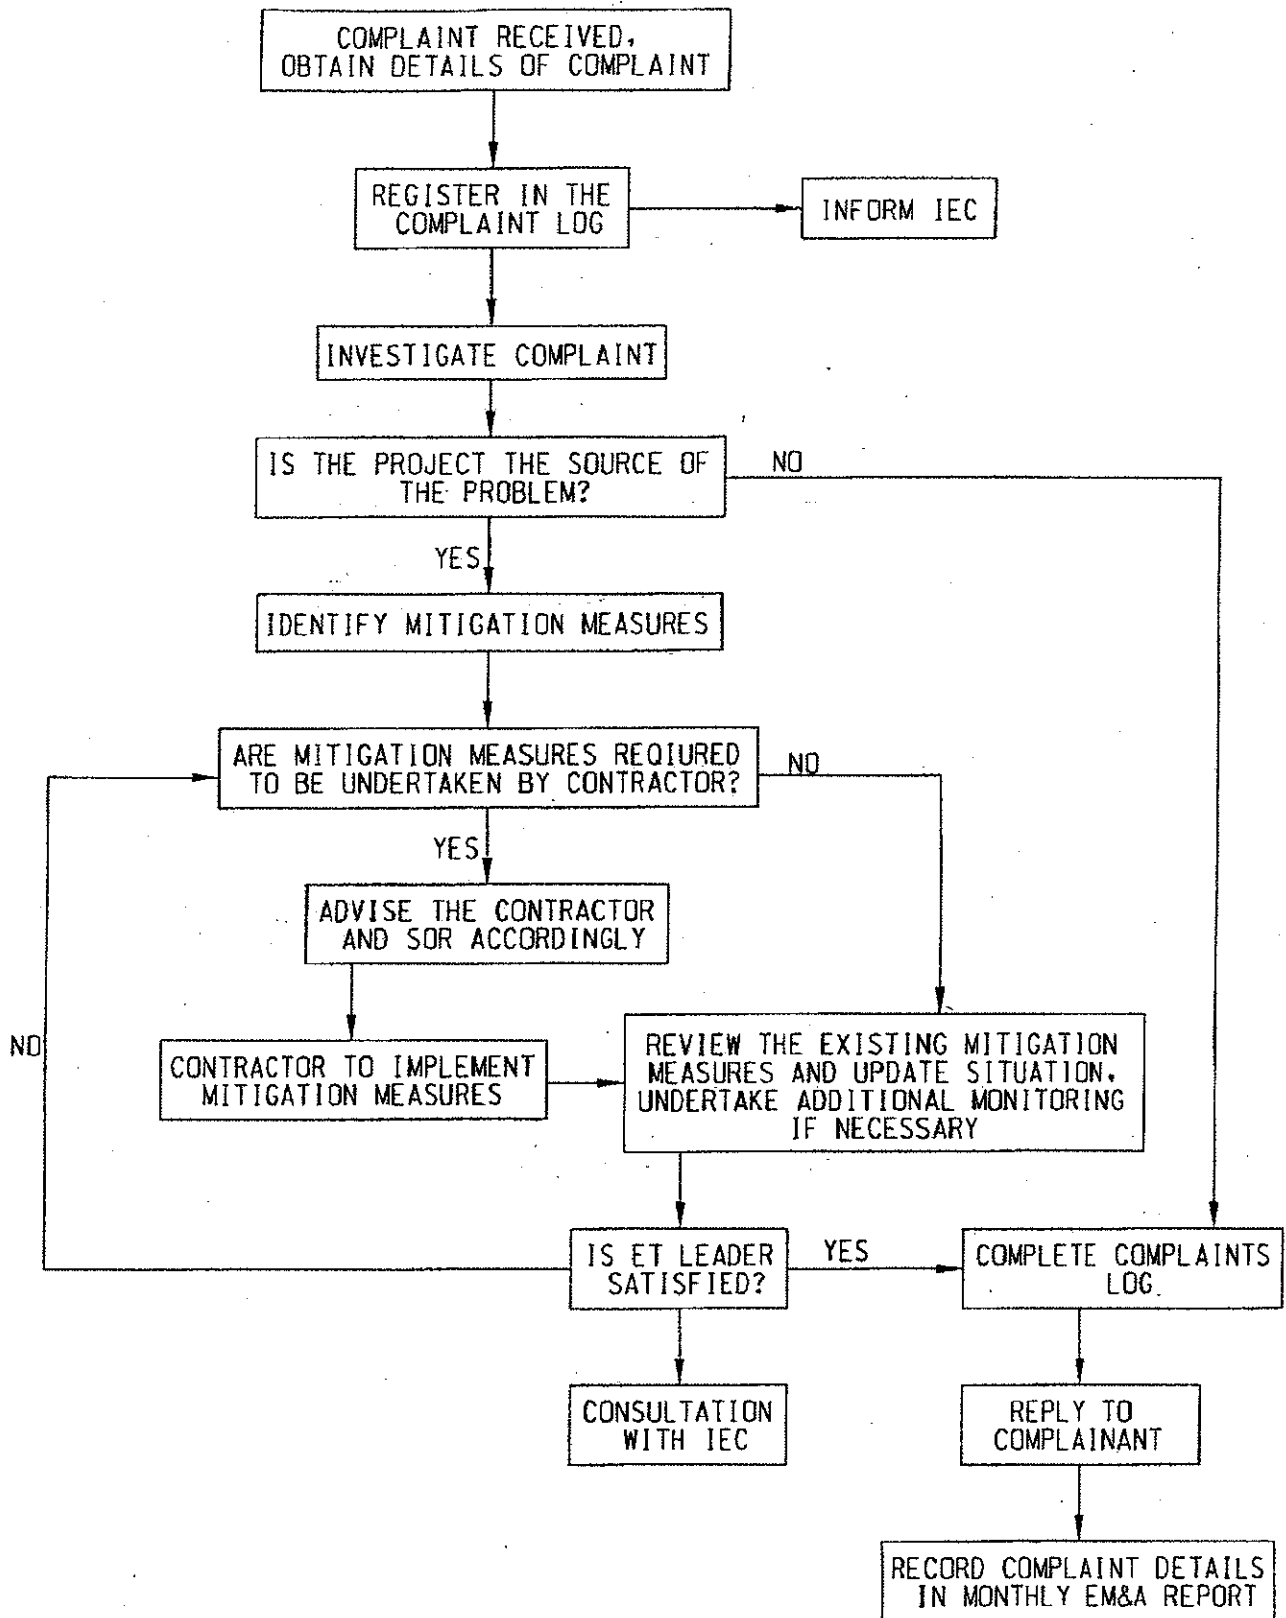 COMPLAINT RECEIVED,
OBTAIN DETAILS OF COMPLAINT
REGISTER IN THE
COMPLAINT LOG
INFORM IEC
INVESTIGATE COMPLAINT
IS THE PROJECT THE SOURCE OF
THE PROBLEM?
NO
YES
IDENTIFY MITIGATION MEASURES
ARE MITIGATION MEASURES REQIURED
TO BE UNDERTAKEN BY CONTRACTOR?
NO
YES
ADVISE THE CONTRACTOR
AND SOR ACCORDINGLY
NO
CONTRACTOR TO IMPLEMENT
MITIGATION MEASURES
REVIEW THE EXISTING MITIGATION
MEASURES AND UPDATE SITUATION.
UNDERTAKE ADDITIONAL MONITORING
IF NECESSARY
IS ET LEADER
SATISFIED?
YES
COMPLETE COMPLAINTS
LOG.
CONSULTATION
WITH IEC
REPLY TO
COMPLAINANT
RECORD COMPLAINT DETAILS
IN MONTHLY EM&A REPORT